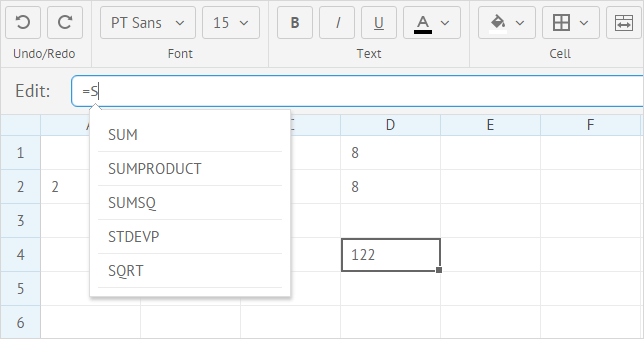 PT Sans 15 B I U A
Undo/Redo Font Text Cell
Edit: =S
A C D E F
SUM
1 8
SUMPRODUCT
2 2 8
SUMSQ
3
STDEVP
4 122
SQRT
5
6